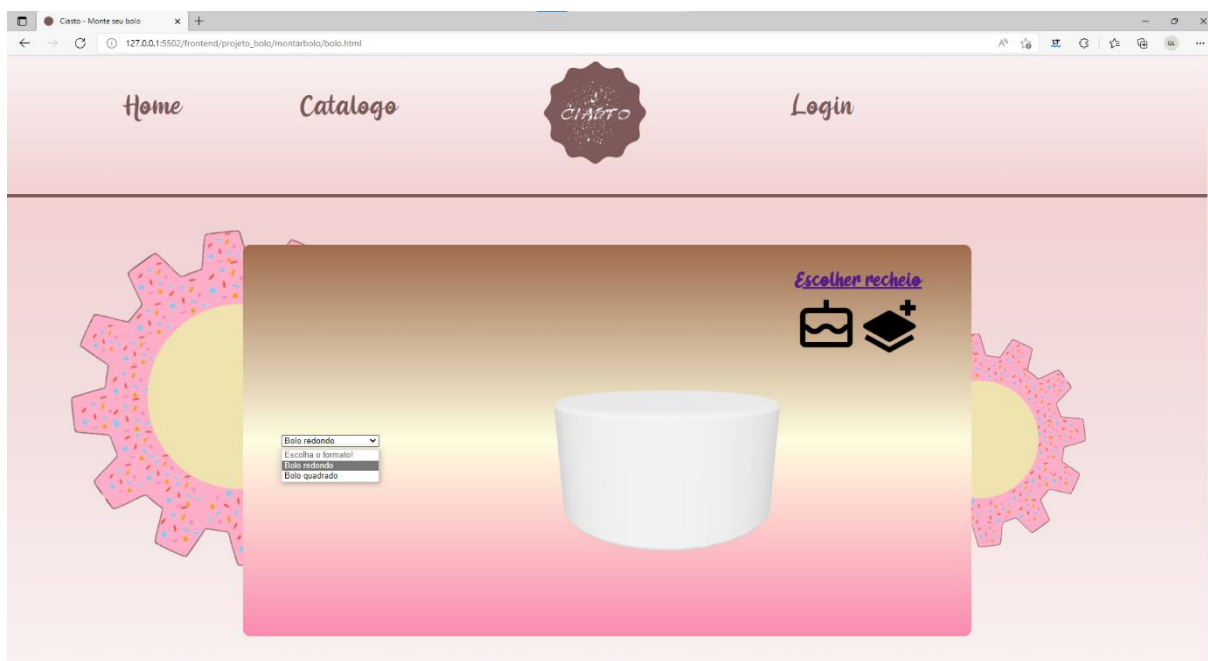 Ciasto - Monte seu bolo
127.0.0.1:5502/frontend/projeto_bolo/montarbolo/bolo.html
GL
Home Catalogo CIASTO Login
Escolher recheio
Bolo redondo
Escolha o formato!
Bolo redondo
Bolo quadrado